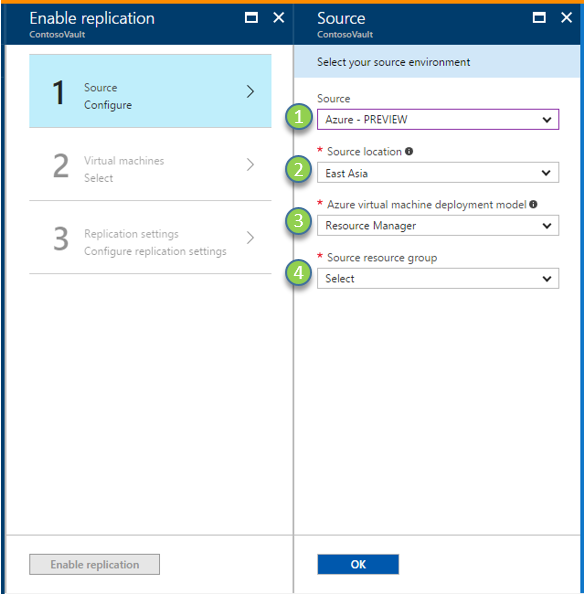 Enable replication
ContosoVault
1
Source
Configure
2
Virtual machines
Select
3
Replication settings
Configure replication settings
Enable replication
Source
ContosoVault
Select your source environment
Source
1
Azure - PREVIEW
* Source location
2
East Asia
* Azure virtual machine deployment model
3
Resource Manager
* Source resource group
4
Select
OK